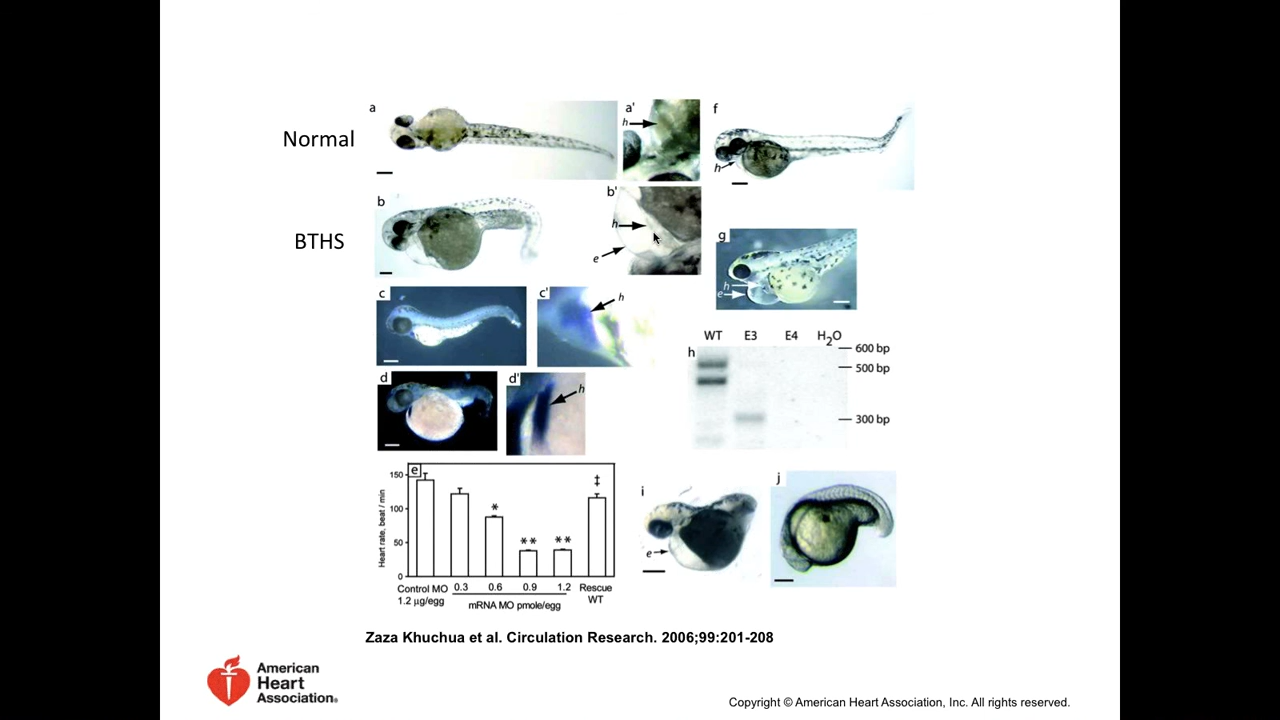 a
a'
h
f
h
Normal
b
b'
h
e
BTHS
g
h
e
c
c'
h
WT E3 E4 H2O
h
600 bp
500 bp
300 bp
d
d'
h
e
Heart rate, beat / min
150
100
50
0
*
**
**
‡
Control MO
1.2 µg/egg
0.3 0.6 0.9 1.2
mRNA MO pmole/egg
Rescue
WT
i
e
j
Zaza Khuchua et al. Circulation Research. 2006;99:201-208
American
Heart
Association®
Copyright © American Heart Association, Inc. All rights reserved.